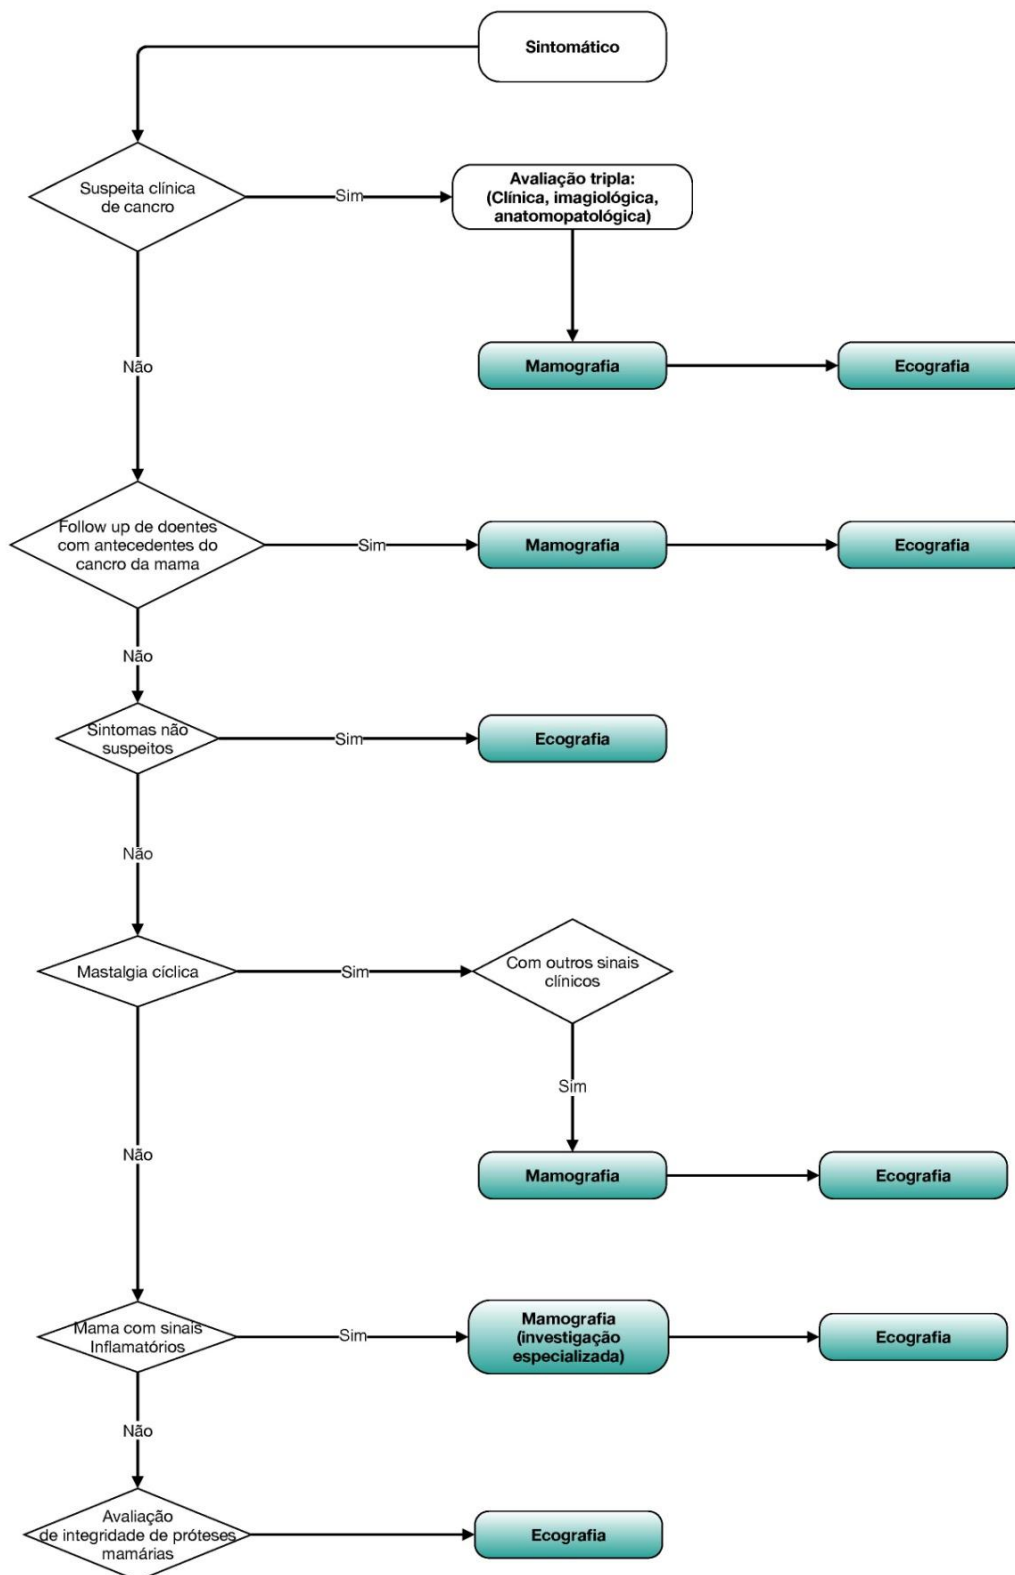 Sintomático
Suspeita clínica
de cancro
Sim
Avaliação tripla:
(Clínica, imagiológica,
anatomopatológica)
Não
Mamografia
Ecografia
Follow up de doentes
com antecedentes do
cancro da mama
Sim
Mamografia
Ecografia
Não
Sintomas não
suspeitos
Sim
Ecografia
Não
Mastalgia cíclica
Sim
Com outros sinais
clínicos
Sim
Não
Mamografia
Ecografia
Mama com sinais
Inflamatórios
Sim
Mamografia
(investigação
especializada)
Ecografia
Não
Avaliação
de integridade de próteses
mamárias
Ecografia